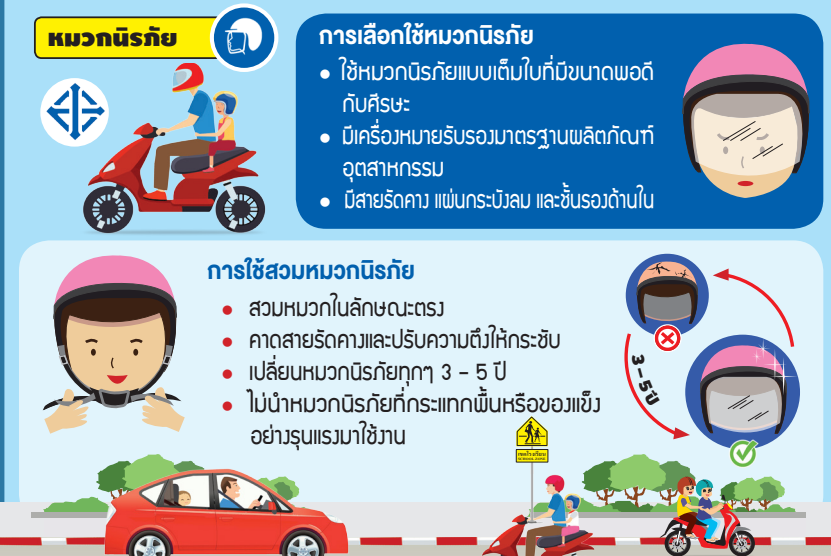 หมวกนิรภัย
การเลือกใช้หมวกนิรภัย
● ใช้หมวกนิรภัยแบบเต็มใบที่มีขนาดพอดี
กับศีรษะ
● มีเครื่องหมายรับรองมาตรฐานผลิตภัณฑ์
อุตสาหกรรม
● มีสายรัดคาง แผ่นกระบังลม และชั้นรองด้านใน
การใช้สวมหมวกนิรภัย
● สวมหมวกในลักษณะตรง
● คาดสายรัดคางและปรับความตึงให้กระชับ
● เปลี่ยนหมวกนิรภัยทุกๆ 3 - 5 ปี
● ไม่นำหมวกนิรภัยที่กระแทกพื้นหรือของแข็ง
อย่างรุนแรงมาใช้งาน
3 - 5 ปี
เขตโรงเรียน